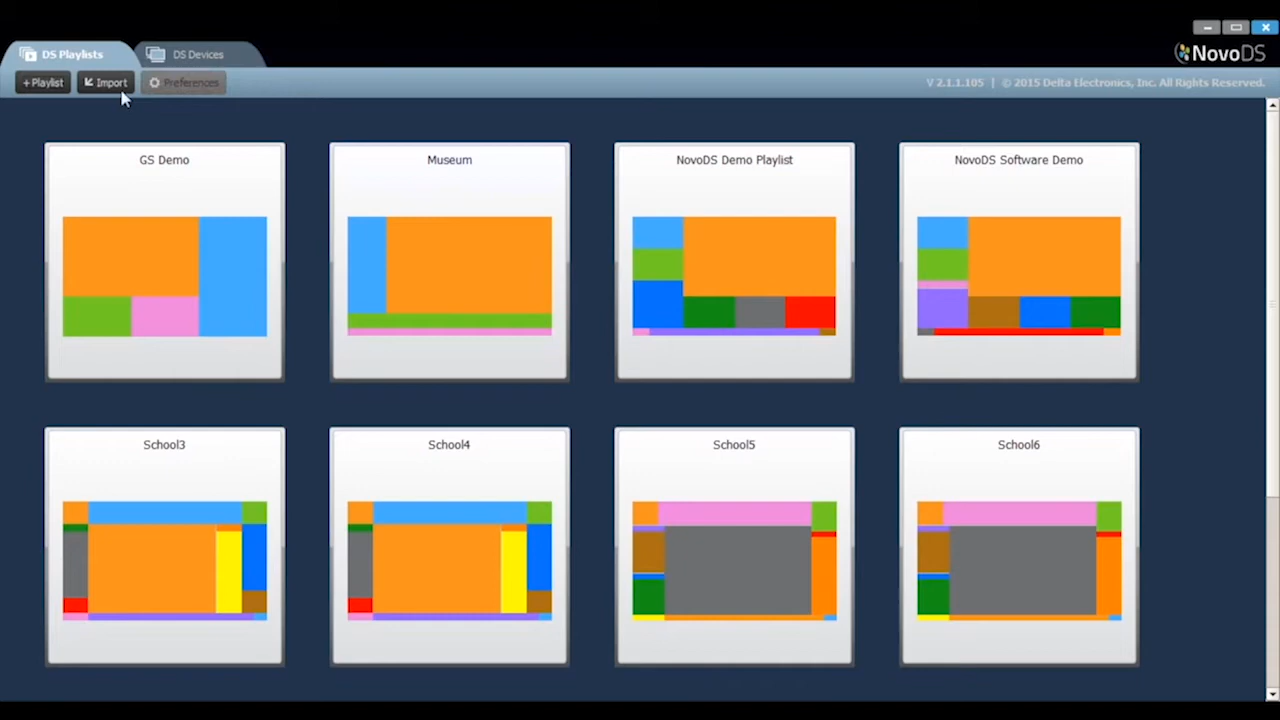 DS Playlists
DS Devices
NovoDS
+Playlist
Import
Preferences
V 2.1.1.105 | © 2015 Delta Electronics, Inc. All Rights Reserved.
GS Demo
Museum
NovoDS Demo Playlist
NovoDS Software Demo
School3
School4
School5
School6